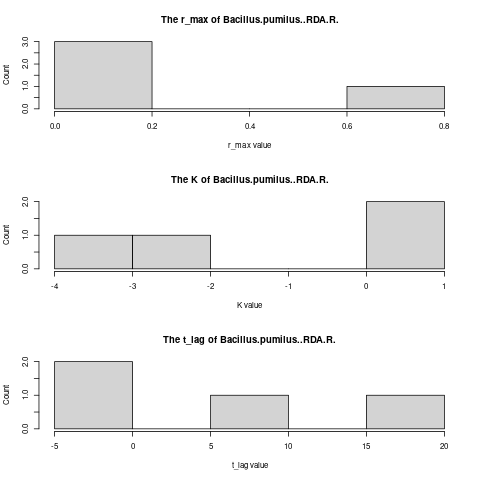 The r_max of Bacillus.pumilus..RDA.R.
Count
0.0 1.0 2.0 3.0
0.0 0.2 0.4 0.6 0.8
r_max value
The K of Bacillus.pumilus..RDA.R.
Count
0.0 1.0 2.0
-4 -3 -2 -1 0 1
K value
The t_lag of Bacillus.pumilus..RDA.R.
Count
0.0 1.0 2.0
-5 0 5 10 15 20
t_lag value